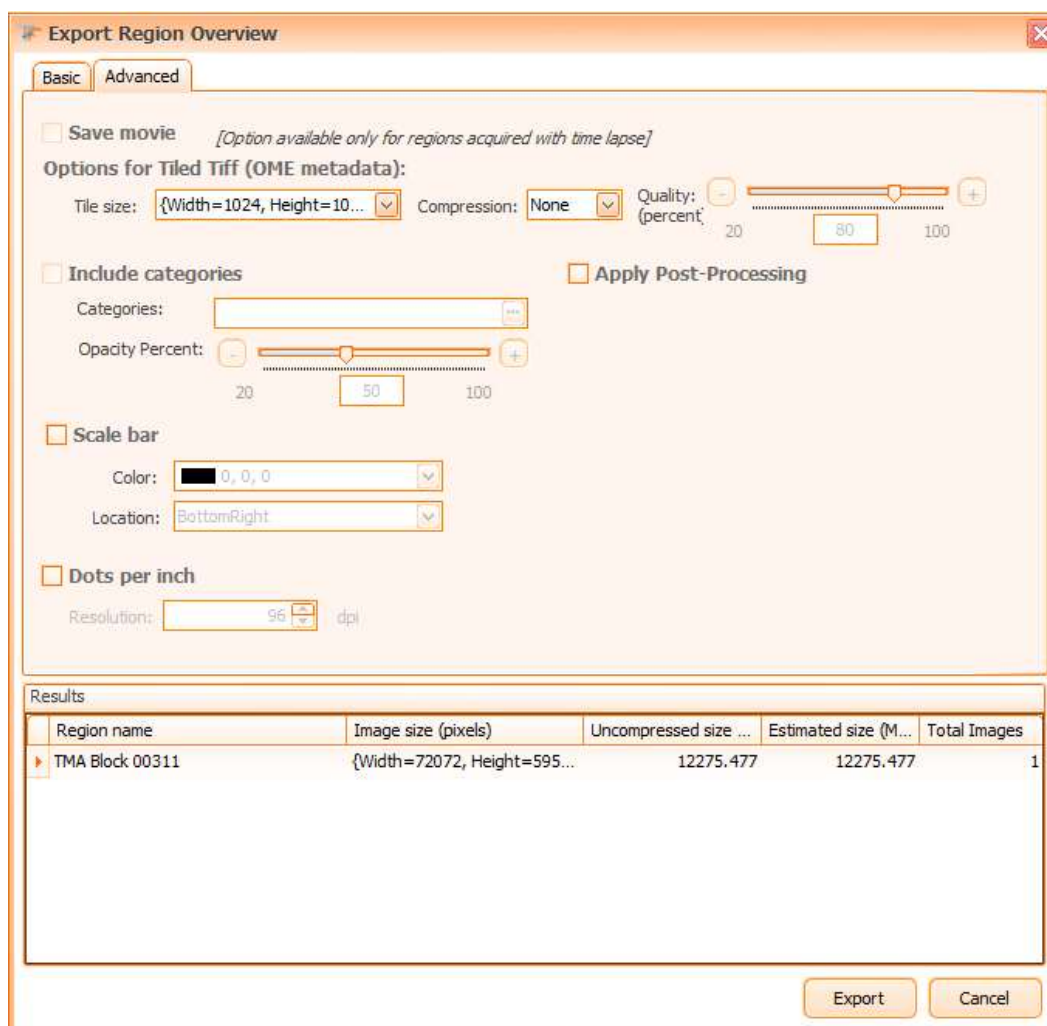 Export Region Overview
Basic
Advanced
Save movie [Option available only for regions acquired with time lapse]
Options for Tiled Tiff (OME metadata):
Tile size: {Width=1024, Height=10... Compression: None Quality: (percent) - +
20 80 100
Include categories
Apply Post-Processing
Categories: ...
Opacity Percent: - +
20 50 100
Scale bar
Color: 0, 0, 0
Location: BottomRight
Dots per inch
Resolution: 96 dpi
Results
Region name Image size (pixels) Uncompressed size ... Estimated size (M... Total Images
TMA Block 00311 {Width=72072, Height=595... 12275.477 12275.477 1
Export Cancel